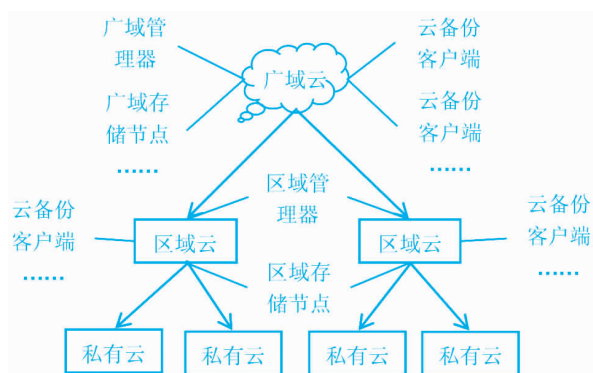 广域管
理器
广域云
云备份
客户端
广域存
储节点
云备份
客户端
……
……
区域管
理器
云备份
客户端
区域云
区域云
云备份
客户端
……
区域存
储节点
……
私有云
私有云
私有云
私有云